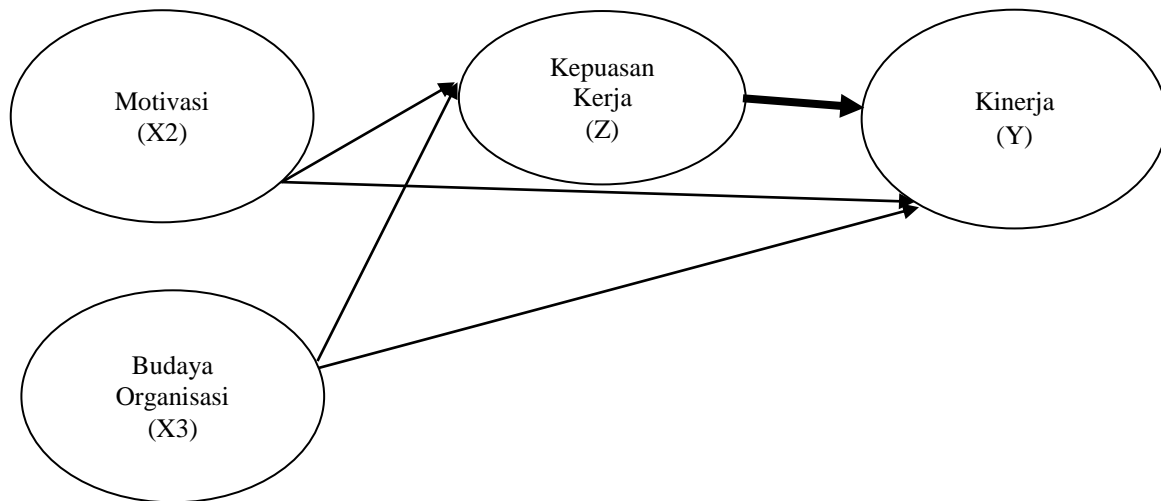 Motivasi
(X2)
Kepuasan
Kerja
(Z)
Kinerja
(Y)
Budaya
Organisasi
(X3)